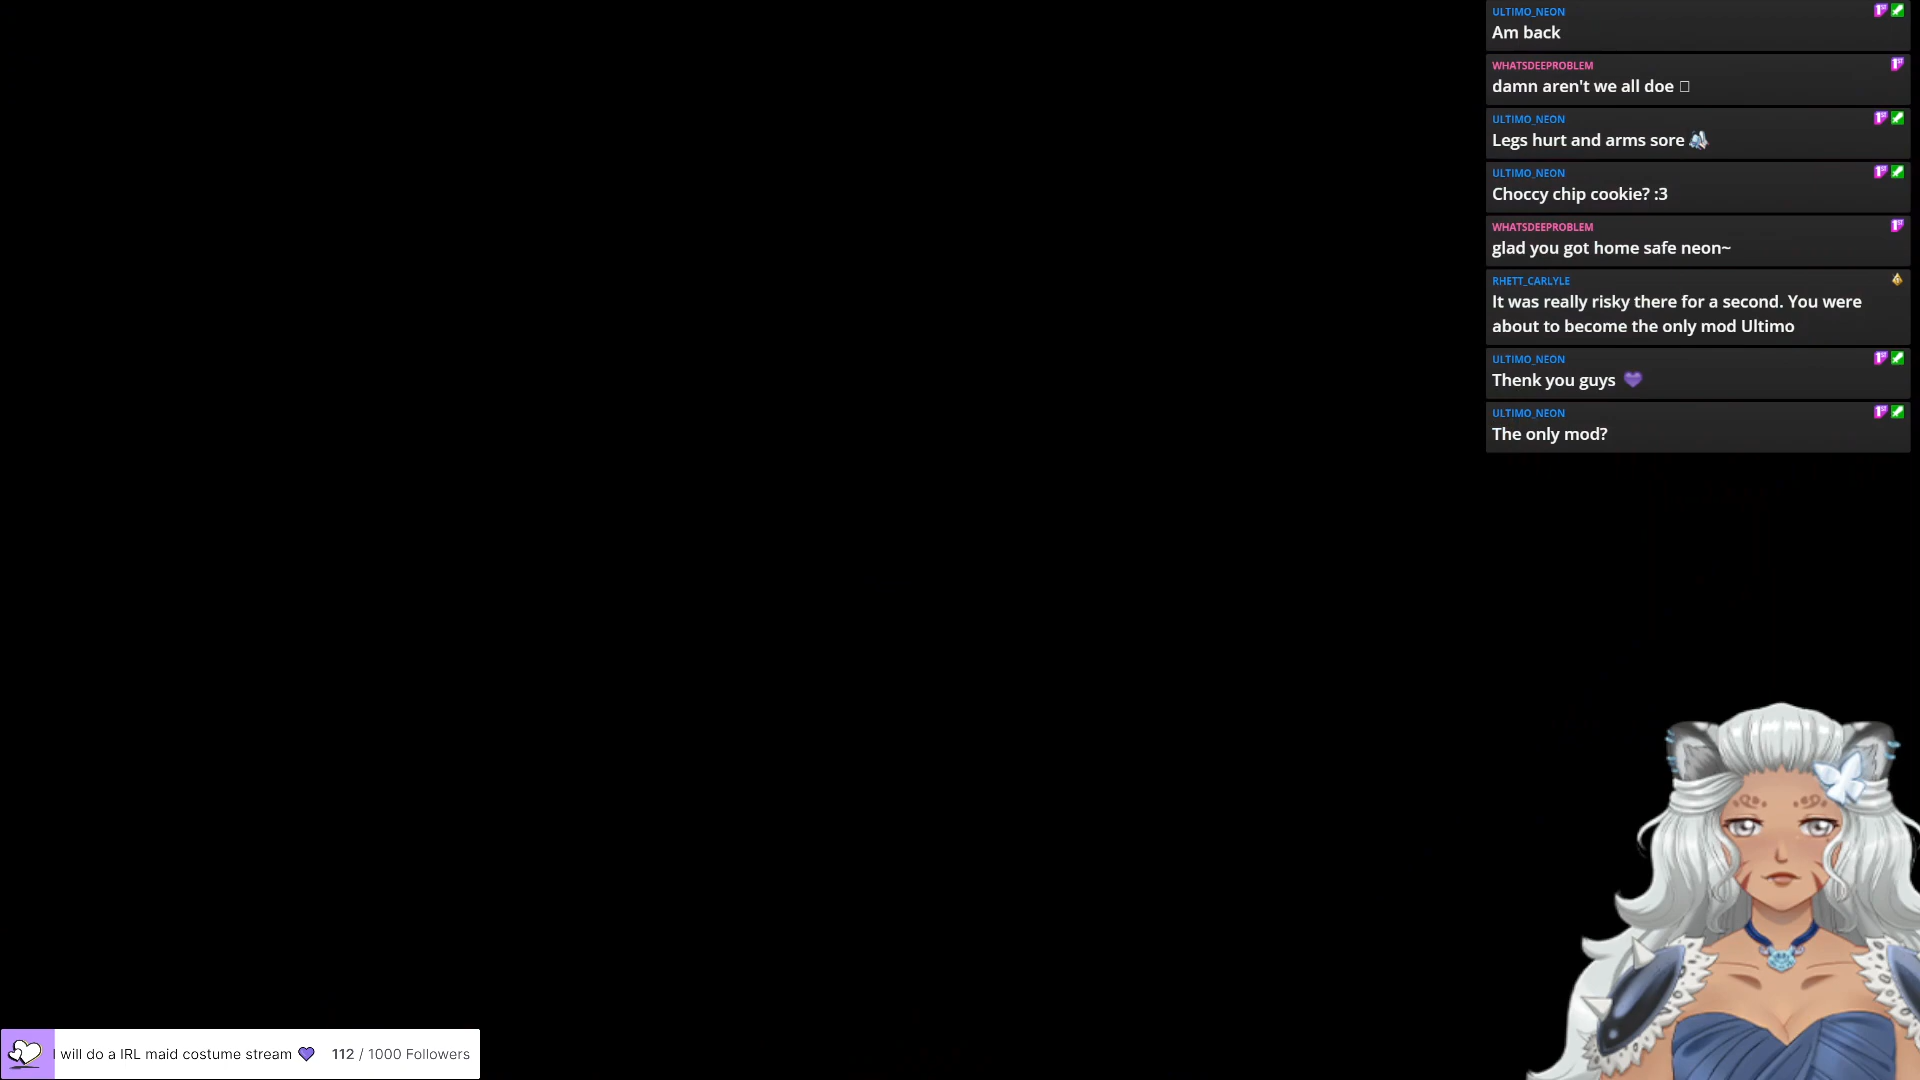 ULTIMO_NEON
Am back
WHATSDEEPROBLEM
damn aren't we all doe
ULTIMO_NEON
Legs hurt and arms sore
ULTIMO_NEON
Choccy chip cookie? :3
WHATSDEEPROBLEM
glad you got home safe neon~
RHETT_CARLYLE
It was really risky there for a second. You were
about to become the only mod Ultimo
ULTIMO_NEON
Thenk you guys 💜
ULTIMO_NEON
The only mod?
I will do a IRL maid costume stream 💜 112 / 1000 Followers